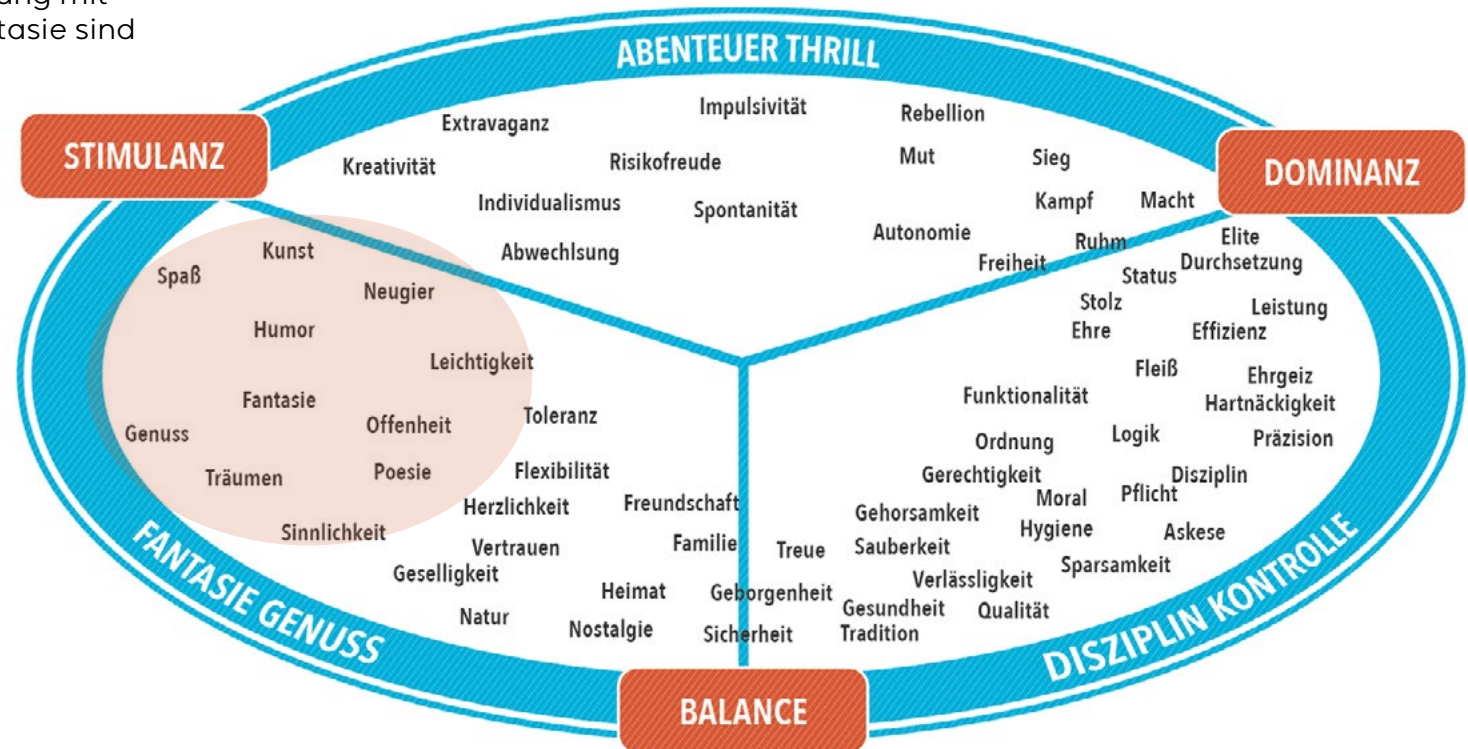 tasie sind
ABENTEUER THRILL
STIMULANZ
DOMINANZ
Extravaganz
Impulsivität
Rebellion
Kreativität
Risikofreude
Mut
Sieg
Individualismus
Spontanität
Kampf
Macht
Abwechlsung
Autonomie
Freiheit
Ruhm
Elite
Durchsetzung
Status
Stolz
Ehre
Leistung
Effizienz
Fleiß
Ehrgeiz
Hartnäckigkeit
Funktionalität
Ordnung
Logik
Präzision
Gerechtigkeit
Disziplin
Moral
Pflicht
Gehorsamkeit
Hygiene
Askese
Sauberkeit
Sparsamkeit
Verlässligkeit
Gesundheit
Qualität
Tradition
Treue
Kunst
Spaß
Neugier
Humor
Leichtigkeit
Fantasie
Genuss
Offenheit
Toleranz
Träumen
Poesie
Flexibilität
Herzlichkeit
Freundschaft
Sinnlichkeit
Vertrauen
Familie
Geselligkeit
Heimat
Geborgenheit
Natur
Nostalgie
Sicherheit
FANTASIE GENUSS
DISZIPLIN KONTROLLE
BALANCE